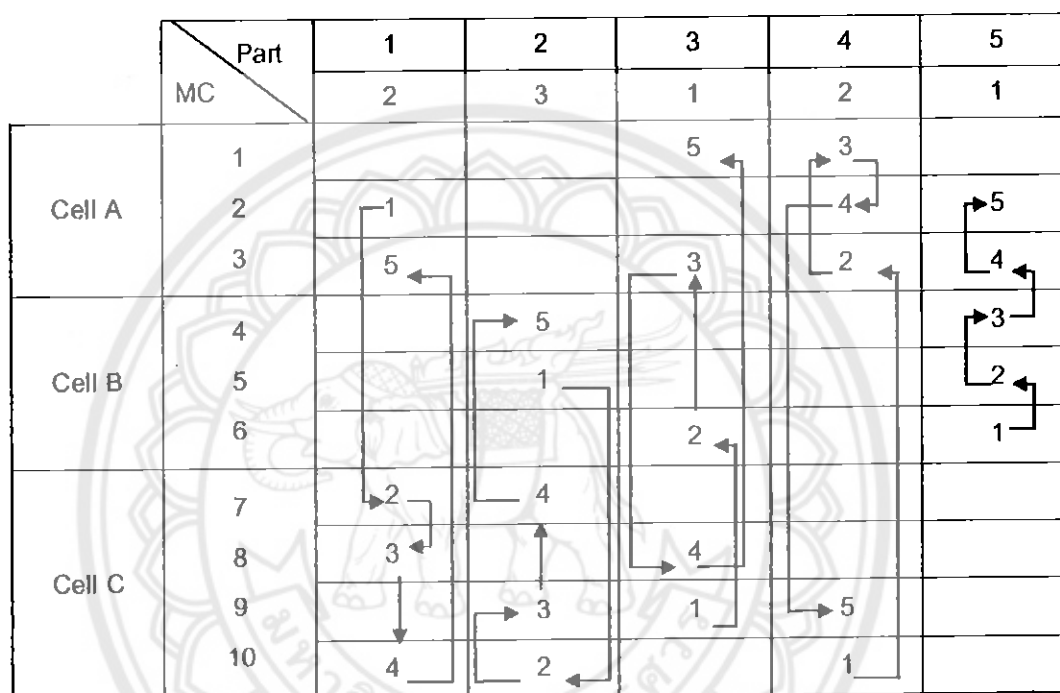 Part 1 2 3 4 5
MC 2 3 1 2 1
1 5 3
Cell A 2 1 4 5
3 5 3 2 4
4 5 3
Cell B 5 1 2
6 2 1
7 2 4
8 3 4
Cell C 9 3 1 5
10 4 2 1